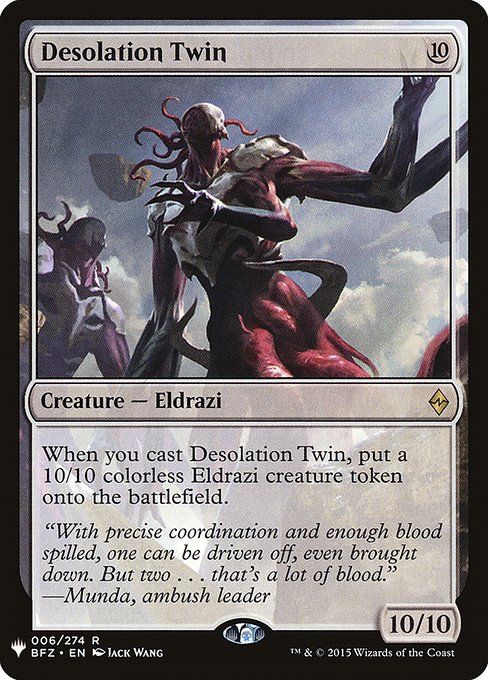 Desolation Twin 10
Creature — Eldrazi
When you cast Desolation Twin, put a
10/10 colorless Eldrazi creature token
onto the battlefield.
“With precise coordination and enough blood
spilled, one can be driven off, even brought
down. But two . . . that’s a lot of blood.”
—Munda, ambush leader
10/10
006/274 R
BFZ • EN Jack Wang
™ & © 2015 Wizards of the Coast